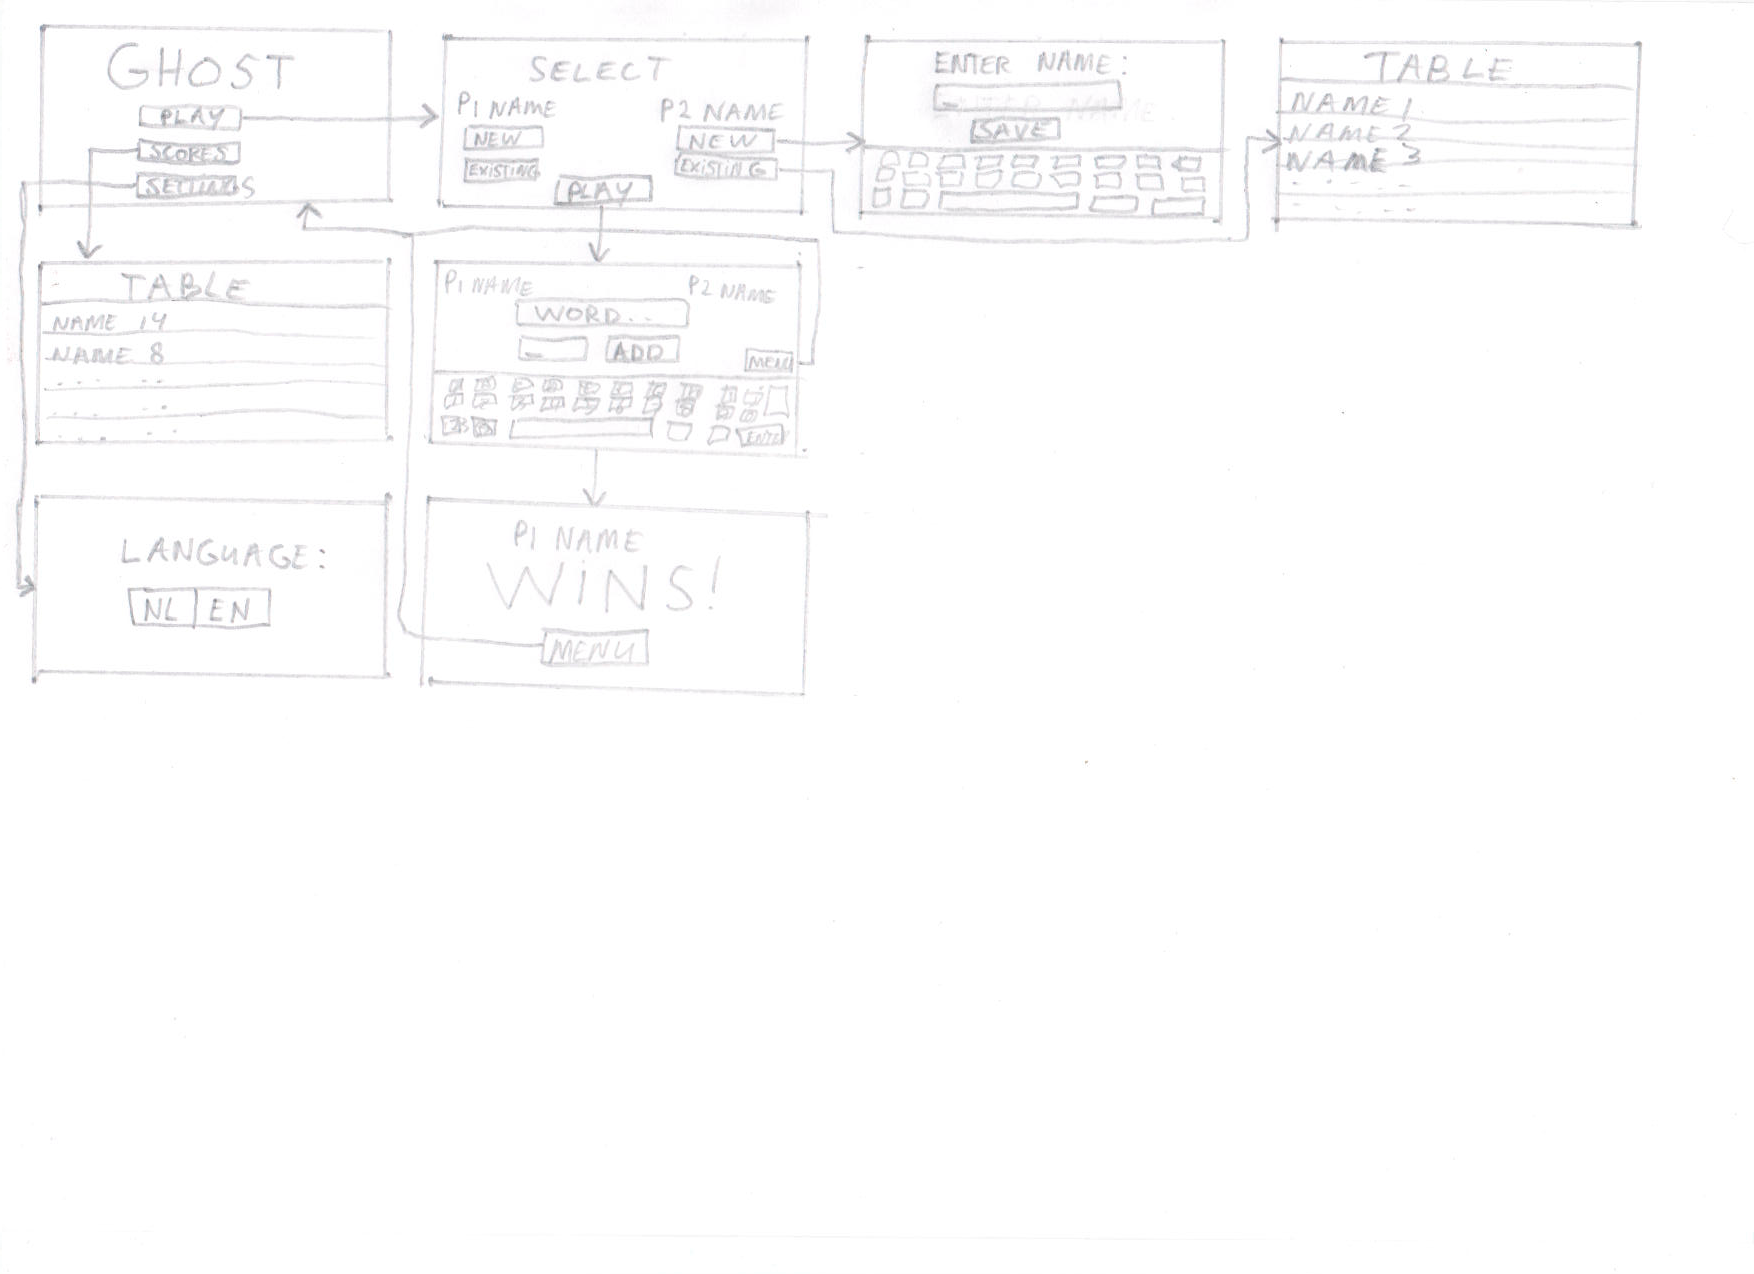 GHOST
PLAY
SCORES
SETTINGS
SELECT
P1 NAME
NEW
EXISTING
P2 NAME
NEW
EXISTING
PLAY
ENTER NAME:
ENTER NAME
SAVE
TABLE
NAME 1
NAME 2
NAME 3
TABLE
NAME 14
NAME 8
P1 NAME
P2 NAME
WORD..
ADD
MENU
ENTER
LANGUAGE:
NL EN
P1 NAME
WINS!
MENU